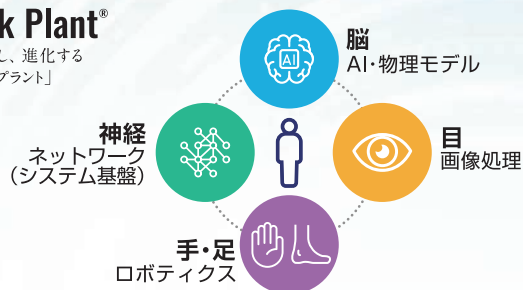 k Plant®
し、進化する
プラント」
脳
AI
AI・物理モデル
神経
ネットワーク
（システム基盤）
目
画像処理
手・足
ロボティクス